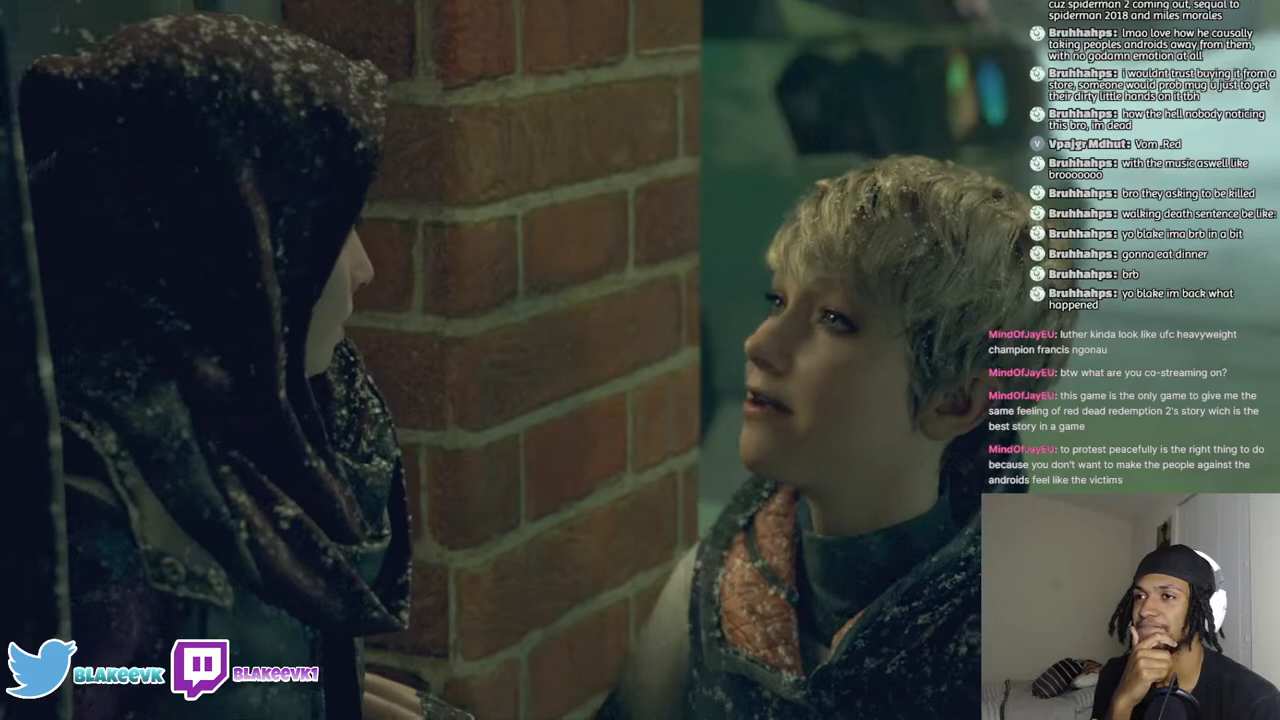 cuz spiderman 2 coming out, sequal to
spiderman 2018 and miles morales
Bruhhahps: lmao love how he causally
taking peoples androids away from them,
with no godamn emotion at all
Bruhhahps: i wouldnt trust buying it from a
store, someone would prob mug u just to get
their dirty little hands on it tbh
Bruhhahps: how the hell nobody noticing
this bro, im dead
V VpajgrMdhut: Vom .Red
Bruhhahps: with the music aswell like
brooooooo
Bruhhahps: bro they asking to be killed
Bruhhahps: walking death sentence be like:
Bruhhahps: yo blake ima brb in a bit
Bruhhahps: gonna eat dinner
Bruhhahps: brb
Bruhhahps: yo blake im back what
happened
MindOfJayEU: luther kinda look like ufc heavyweight
champion francis ngonau
MindOfJayEU: btw what are you co-streaming on?
MindOfJayEU: this game is the only game to give me the
same feeling of red dead redemption 2's story wich is the
best story in a game
MindOfJayEU: to protest peacefully is the right thing to do
because you don't want to make the people against the
androids feel like the victims
BLAKEEVK
BLAKEEVK1